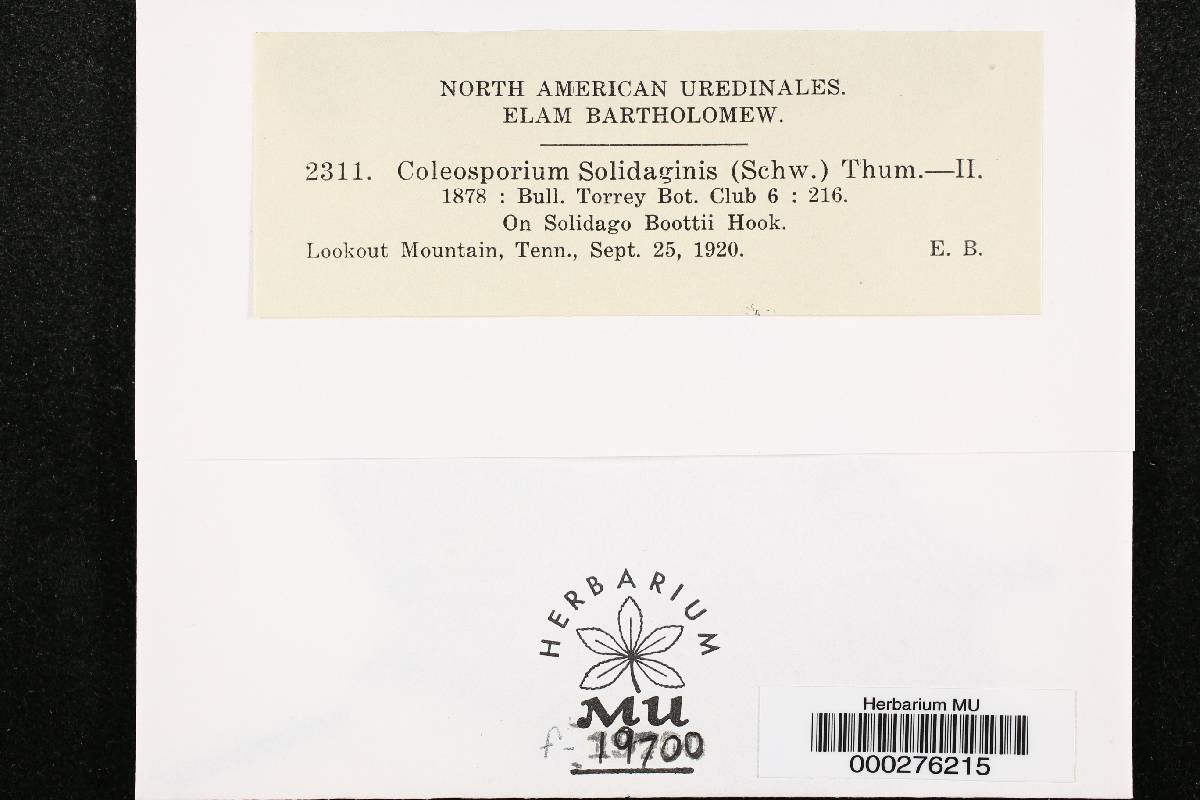 NORTH AMERICAN UREDINALES.
ELAM BARTHOLOMEW.
2311. Coleosporium Solidaginis (Schw.) Thum.—II.
1878 : Bull. Torrey Bot. Club 6 : 216.
On Solidago Boottii Hook.
Lookout Mountain, Tenn., Sept. 25, 1920. E. B.
HERBARIUM
MU
f- 19700
Herbarium MU
000276215